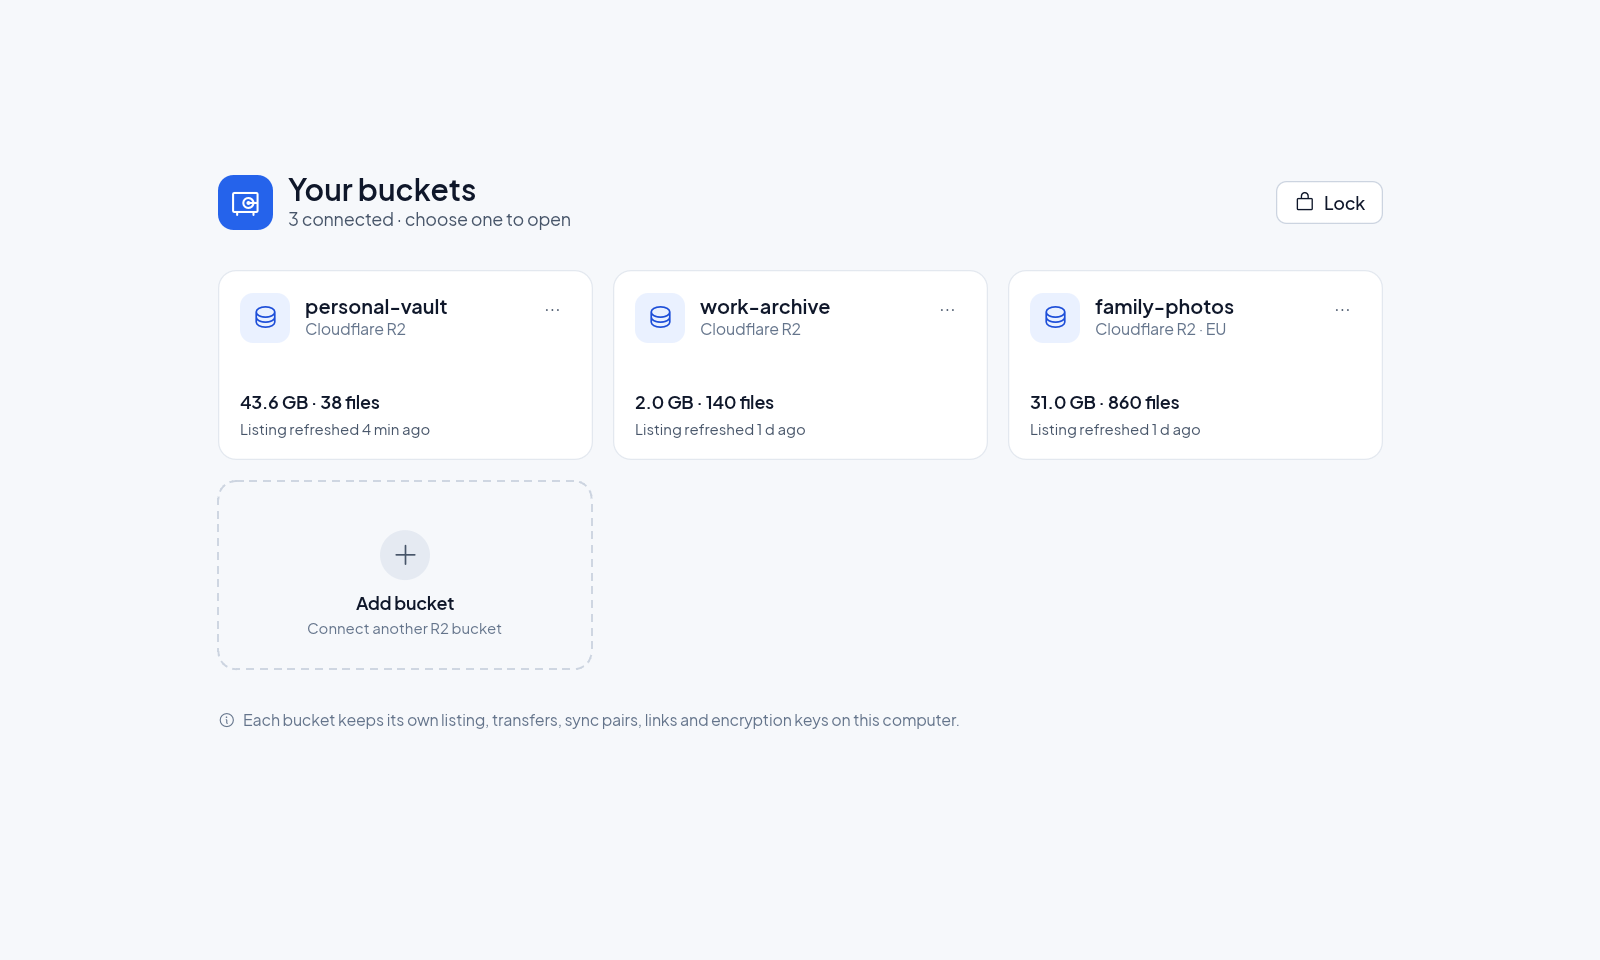 Your buckets
3 connected · choose one to open
Lock
personal-vault
...
Cloudflare R2
43.6 GB · 38 files
Listing refreshed 4 min ago
work-archive
...
Cloudflare R2
2.0 GB · 140 files
Listing refreshed 1 d ago
family-photos
...
Cloudflare R2 · EU
31.0 GB · 860 files
Listing refreshed 1 d ago
Add bucket
Connect another R2 bucket
Each bucket keeps its own listing, transfers, sync pairs, links and encryption keys on this computer.